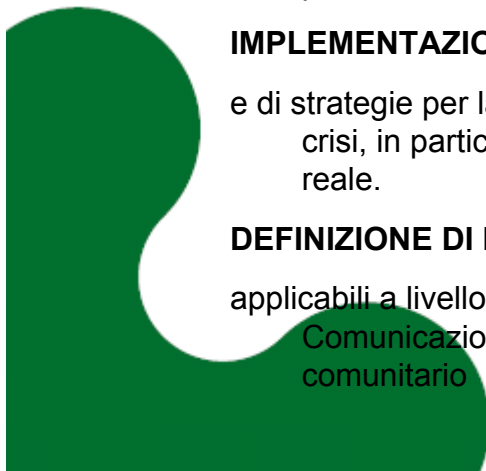 IMPLEMENTAZIO
e di strategie per l
crisi, in partic
reale.
DEFINIZIONE DI
applicabili a livello
Comunicazio
comunitario